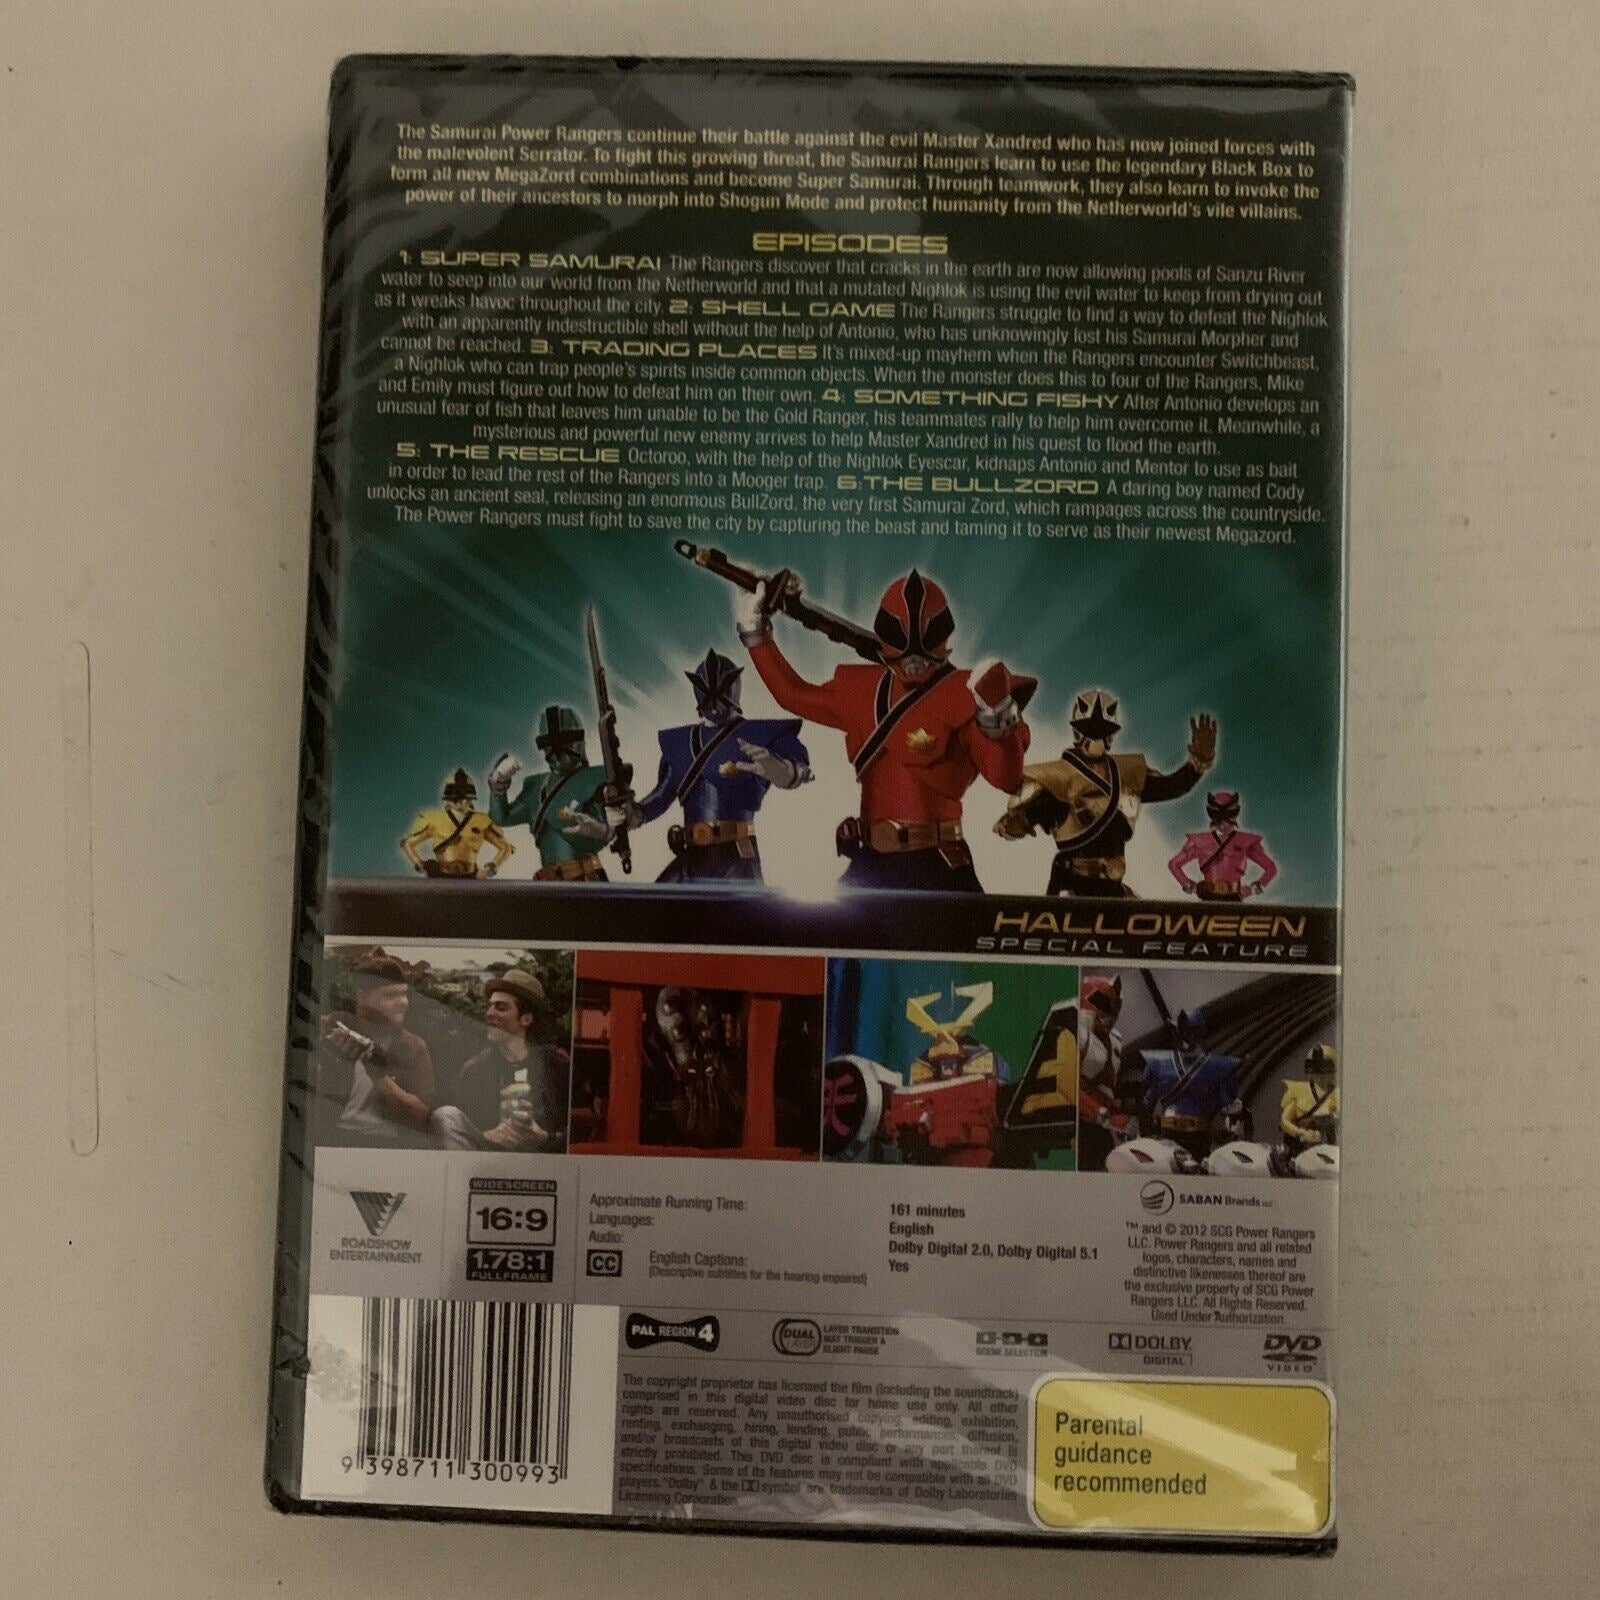 The Samurai Power Rangers continue their battle against the evil Master Xandred who has now joined forces with
the malevolent Serrator. To fight this growing threat, the Samurai Rangers learn to use the legendary Black Box to
form all new MegaZord combinations and become Super Samurai. Through teamwork, they also learn to invoke the
power of their ancestors to morph into Shogun Mode and protect humanity from the Netherworld's vile villains.
EPISODES
1: SUPER SAMURAI The Rangers discover that cracks in the earth are now allowing pools of Sanzu River
water to seep into our world from the Netherworld and that a mutated Nighlok is using the evil water to keep from drying out
as it wreaks havoc throughout the city. 2: SHELL GAME The Rangers struggle to find a way to defeat the Nighlok
with an apparently indestructible shell without the help of Antonio, who has unknowingly lost his Samurai Morpher and
cannot be reached. 3: TRADING PLACES It's mixed-up mayhem when the Rangers encounter Switchbeast,
a Nighlok who can trap people's spirits inside common objects. When the monster does this to four of the Rangers, Mike
and Emily must figure out how to defeat him on their own. 4: SOMETHING FISHY After Antonio develops an
unusual fear of fish that leaves him unable to be the Gold Ranger, his teammates rally to help him overcome it. Meanwhile, a
mysterious and powerful new enemy arrives to help Master Xandred in his quest to flood the earth.
5: THE RESCUE Octoroo, with the help of the Nighlok Eyescar, kidnaps Antonio and Mentor to use as bait
in order to lead the rest of the Rangers into a Mooger trap. 6: THE BULLZORD A daring boy named Cody
unlocks an ancient seal, releasing an enormous BullZord, the very first Samurai Zord, which rampages across the countryside.
The Power Rangers must fight to save the city by capturing the beast and taming it to serve as their newest Megazord.
HALLOWEEN
SPECIAL FEATURE
ROADSHOW
ENTERTAINMENT
WIDESCREEN
16:9
1.78:1
FULLFRAME
Approximate Running Time: 161 minutes
Languages: English
Audio: Dolby Digital 2.0, Dolby Digital 5.1
CC English Captions: Yes
(Descriptive subtitles for the hearing impaired)
SABAN Brands LLC
™ and © 2012 SCG Power Rangers
LLC. Power Rangers and all related
logos, characters, names and
distinctive likenesses thereof are
the exclusive property of SCG Power
Rangers LLC. All Rights Reserved.
Used Under Authorization.
PAL REGION 4
DUAL LAYER
LAYER TRANSITION
MAY TRIGGER A
SLIGHT PAUSE
SCENE SELECTION
DOLBY
DIGITAL
DVD
VIDEO
The copyright proprietor has licensed the film (including the soundtrack)
comprised in this digital video disc for home use only. All other
rights are reserved. Any unauthorised copying, editing, exhibition,
renting, exchanging, hiring, lending, public performances, diffusion,
and/or broadcasts of this digital video disc or any part thereof is
strictly prohibited. This DVD disc is compliant with applicable DVD
specifications. Some of its features may not be compatible with all DVD
players. "Dolby" & the symbol are trademarks of Dolby Laboratories
Licensing Corporation
Parental
guidance
recommended
9 398711 300993